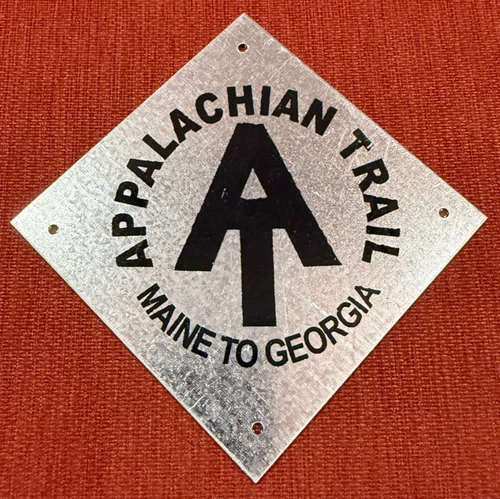 APPALACHIAN TRAIL
AT
MAINE TO GEORGIA